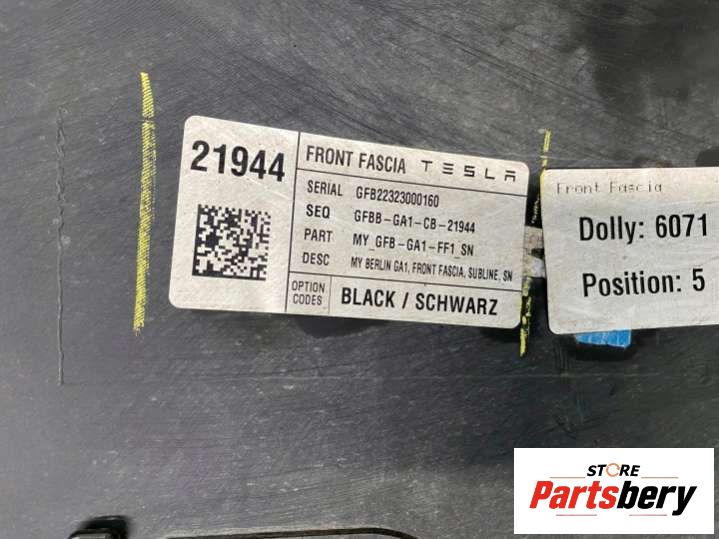 21944
FRONT FASCIA TESLA
SERIAL GFB22323000160
SEQ GFBB-GA1-CB-21944
PART MY_GFB-GA1-FF1_SN
DESC MY BERLIN GA1, FRONT FASCIA, SUBLINE, SN
OPTION CODES BLACK / SCHWARZ
Front Fascia
Dolly: 6071
Position: 5
STORE
Partsbery